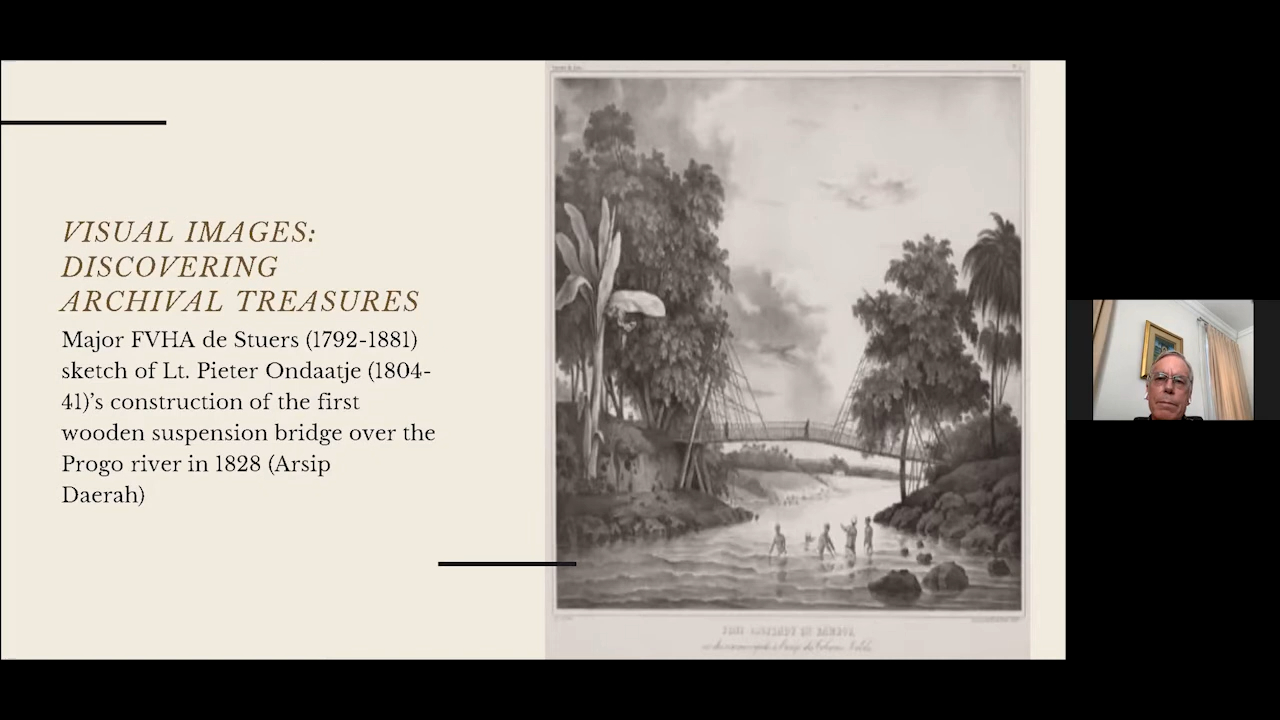 VISUAL IMAGES:
DISCOVERING
ARCHIVAL TREASURES
Major FVHA de Stuers (1792-1881)
sketch of Lt. Pieter Ondaatje (1804-
41)’s construction of the first
wooden suspension bridge over the
Progo river in 1828 (Arsip
Daerah)